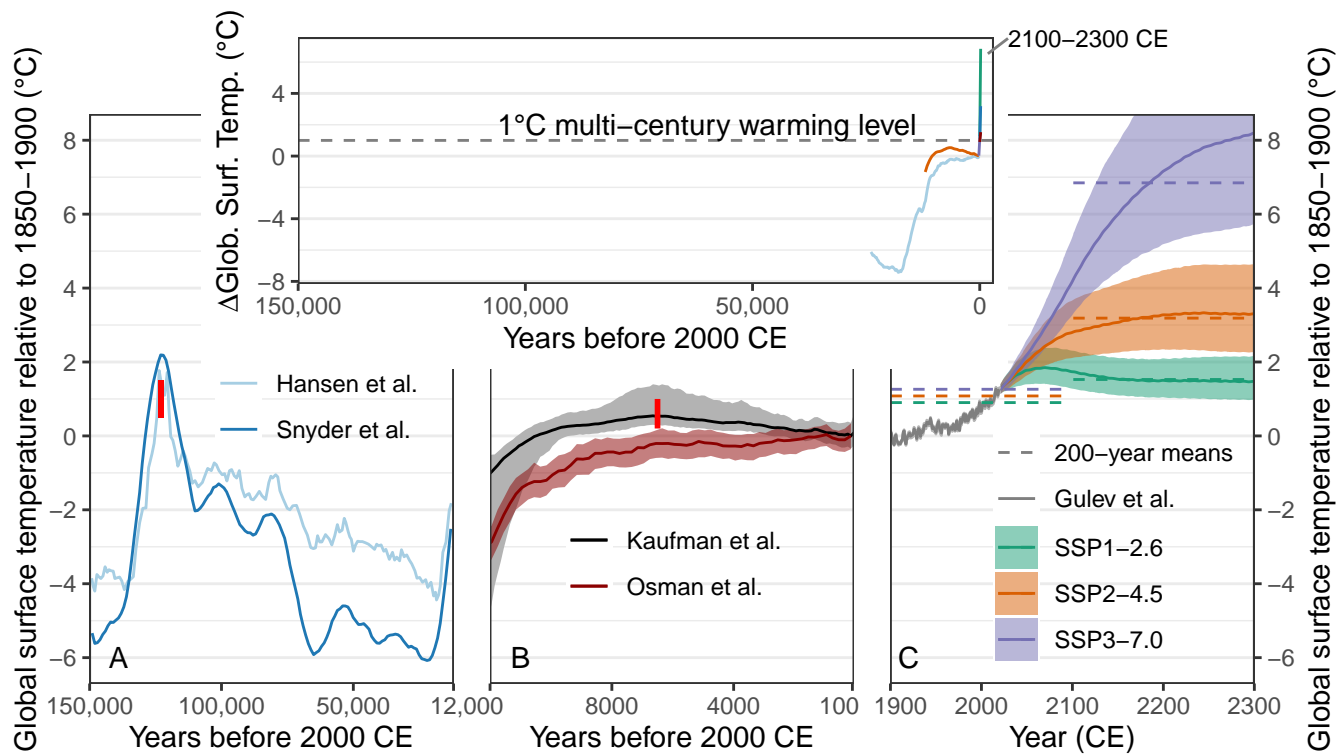 2100−2300 CE
ΔGlob. Surf. Temp. (°C)
4
0
−4
−8
1°C multi−century warming level
150,000
100,000
50,000
0
Years before 2000 CE
Global surface temperature relative to 1850−1900 (°C)
8
6
4
2
0
−2
−4
−6
Hansen et al.
Snyder et al.
A
150,000
100,000
50,000
12,000
Years before 2000 CE
Kaufman et al.
Osman et al.
B
8000
4000
100
Years before 2000 CE
200−year means
Gulev et al.
SSP1−2.6
SSP2−4.5
SSP3−7.0
C
1900
2000
2100
2200
2300
Year (CE)
8
6
4
2
0
−2
−4
−6
Global surface temperature relative to 1850−1900 (°C)